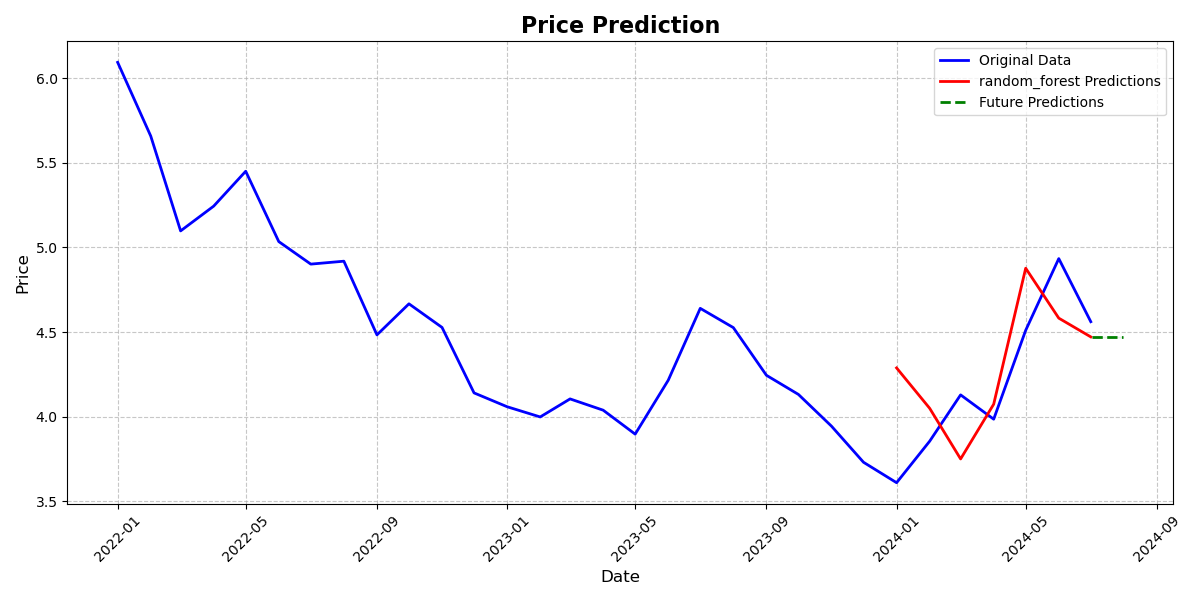 Price Prediction
Original Data
random_forest Predictions
Future Predictions
Price
6.0
5.5
5.0
4.5
4.0
3.5
2022-01
2022-05
2022-09
2023-01
2023-05
2023-09
2024-01
2024-05
2024-09
Date